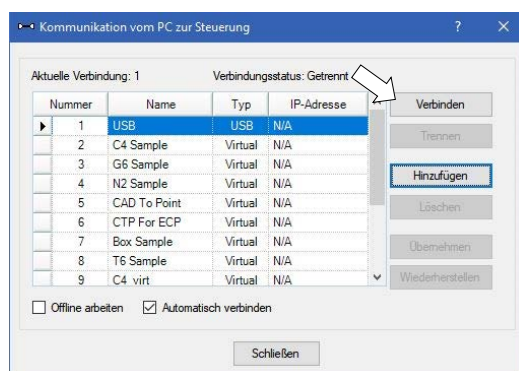 Kommunikation vom PC zur Steuerung ? ×
Aktuelle Verbindung: 1 Verbindungsstatus: Getrennt
Nummer Name Typ IP-Adresse
1 USB USB N/A
2 C4 Sample Virtual N/A
3 G6 Sample Virtual N/A
4 N2 Sample Virtual N/A
5 CAD To Point Virtual N/A
6 CTP For ECP Virtual N/A
7 Box Sample Virtual N/A
8 T6 Sample Virtual N/A
9 C4 virt Virtual N/A
Verbinden
Trennen
Hinzufügen
Löschen
Übernehmen
Wiederherstellen
Offline arbeiten Automatisch verbinden
Schließen